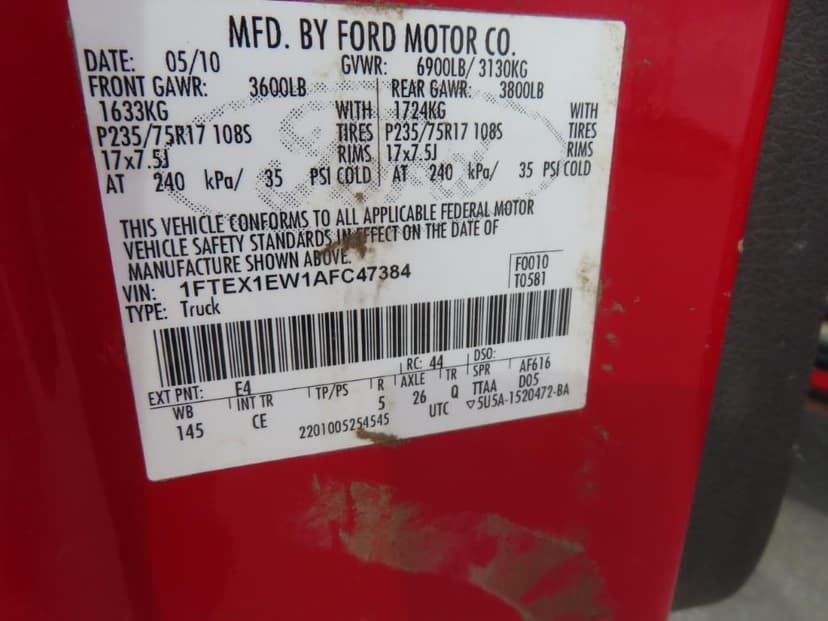 MFD. BY FORD MOTOR CO.
DATE: 05/10 GVWR: 6900LB/ 3130KG
FRONT GAWR: 3600LB REAR GAWR: 3800LB
1633KG WITH 1724KG WITH
P235/75R17 108S TIRES P235/75R17 108S TIRES
17x7.5J RIMS 17x7.5J RIMS
AT 240 kPa/ 35 PSI COLD AT 240 kPa/ 35 PSI COLD
THIS VEHICLE CONFORMS TO ALL APPLICABLE FEDERAL MOTOR
VEHICLE SAFETY STANDARDS IN EFFECT ON THE DATE OF
MANUFACTURE SHOWN ABOVE.
VIN: 1FTEX1EW1AFC47384 F0010
TYPE: Truck T0581
RC: 44 DSO:
EXT PNT: F4 AF616
WB INT TR TP/PS R AXLE TR SPR
145 CE 5 26 Q TTAA D05
2201005254545 UTC ▽5U5A-1520472-BA